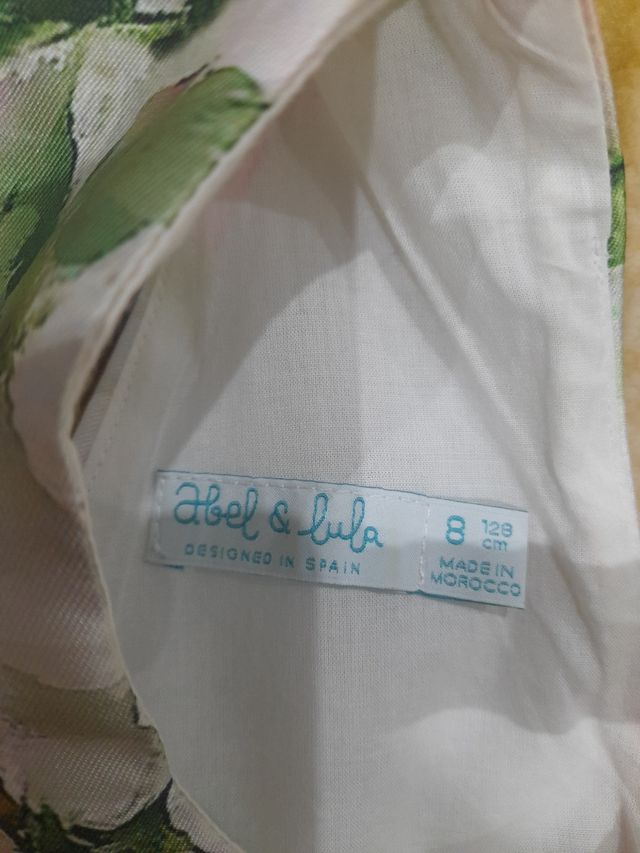 abel & lula
DESIGNED IN SPAIN
8 128 cm
MADE IN
MOROCCO